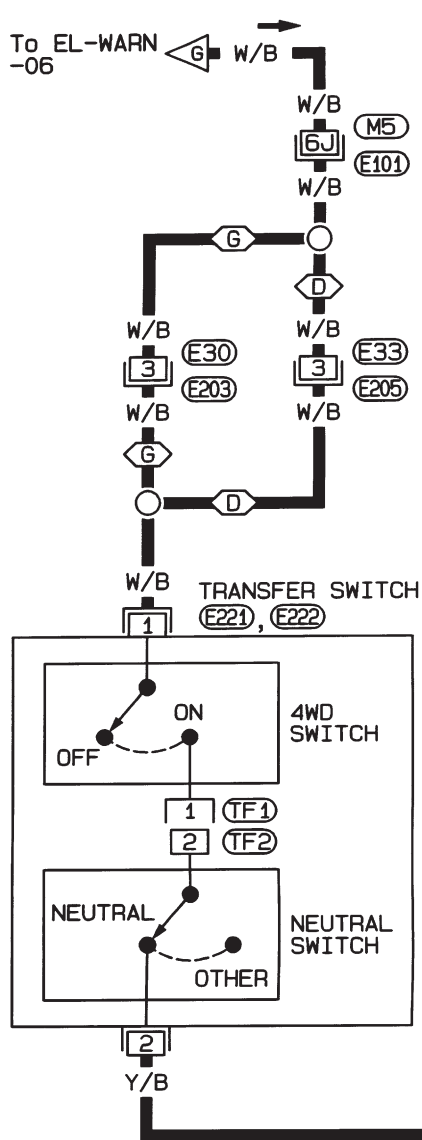 To EL-WARN
-06
G W/B
W/B
6J M5
E101
W/B
G
D
W/B W/B
3 E30 3 E33
E203 E205
W/B W/B
G
D
W/B
TRANSFER SWITCH
1 E221, E222
ON
OFF
4WD
SWITCH
1 TF1
2 TF2
NEUTRAL
OTHER
NEUTRAL
SWITCH
2
Y/B